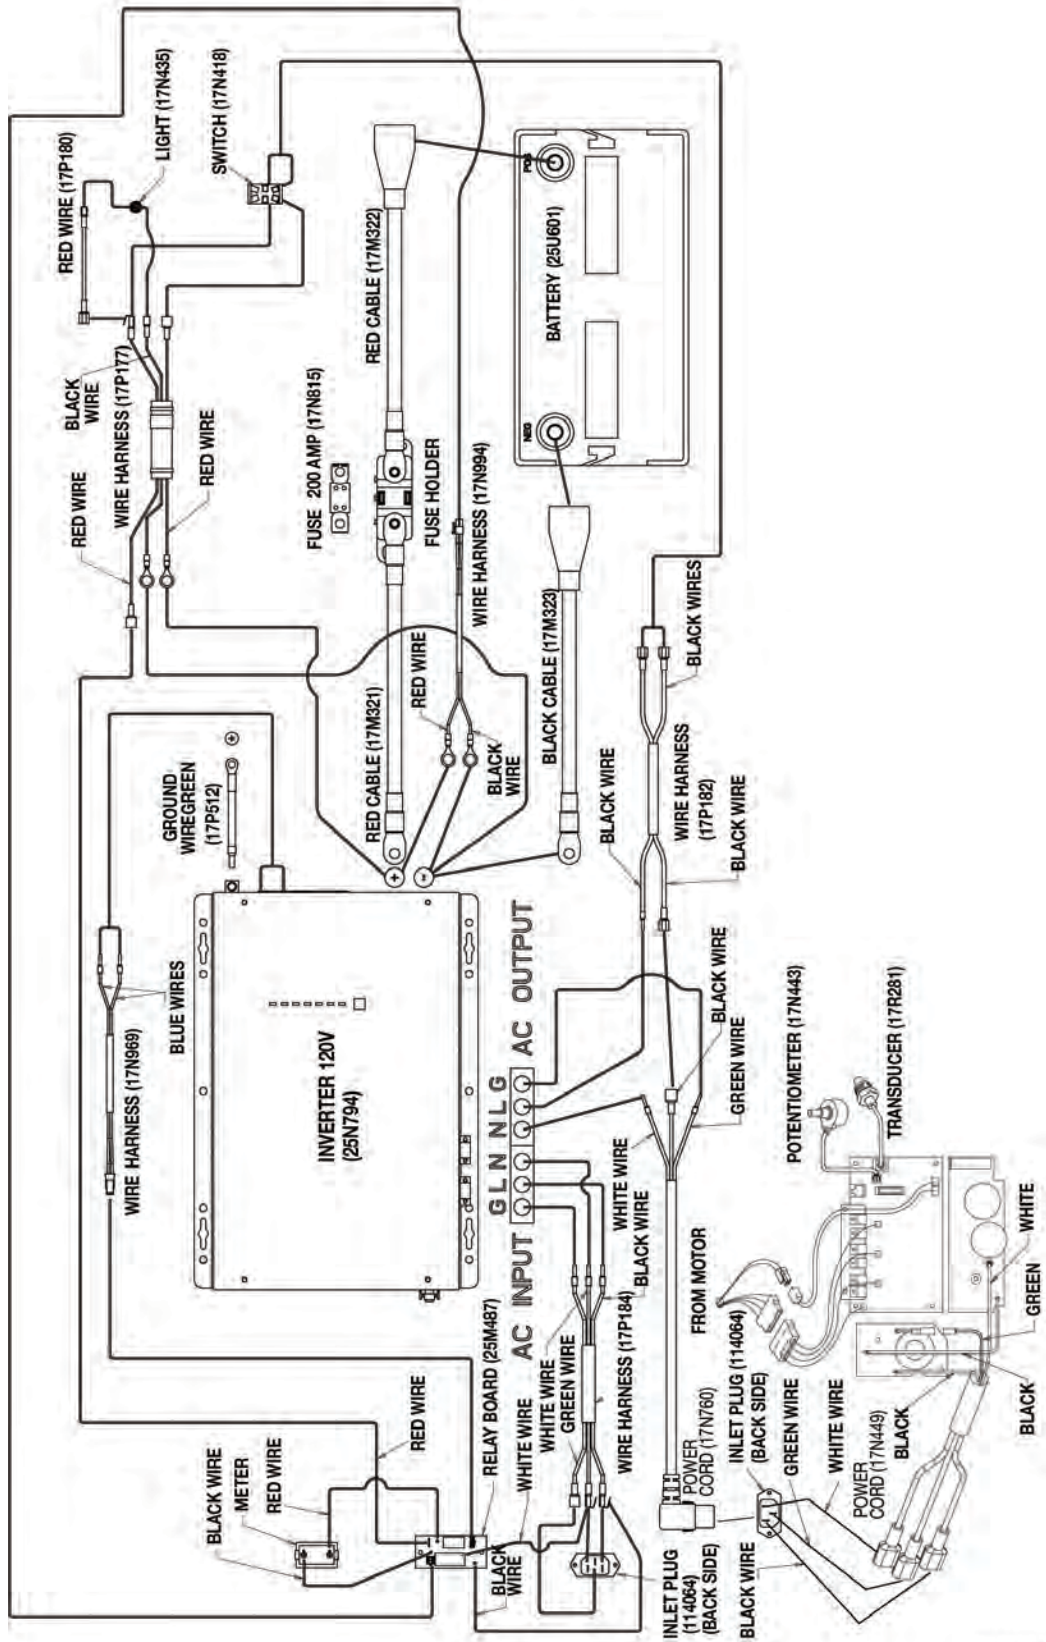 RED WIRE (17P180)
LIGHT (17N435)
SWITCH (17N418)
BLACK
WIRE
WIRE HARNESS (17P177)
RED WIRE
RED WIRE
RED CABLE (17M322)
FUSE 200 AMP (17N815)
FUSE HOLDER
POS
NEG
BATTERY (25U601)
WIRE HARNESS (17N994)
RED CABLE (17M321)
RED WIRE
BLACK
WIRE
BLACK CABLE (17M323)
BLACK WIRES
BLACK WIRE
WIRE HARNESS
(17P182)
BLACK WIRE
GROUND
WIREGREEN
(17P512)
BLUE WIRES
WIRE HARNESS (17N969)
INVERTER 120V
(25N794)
+
-
AC INPUT G L N N L G AC OUTPUT
BLACK WIRE
GREEN WIRE
WHITE WIRE
BLACK WIRE
WHITE WIRE
GREEN WIRE
WIRE HARNESS (17P184)
FROM MOTOR
POTENTIOMETER (17N443)
TRANSDUCER (17R281)
WHITE
GREEN
BLACK
BLACK
BLACK WIRE
METER
RED WIRE
RED WIRE
RELAY BOARD (25M487)
WHITE WIRE
BLACK
WIRE
POWER
CORD (17N760)
INLET PLUG (114064)
(BACK SIDE)
GREEN WIRE
WHITE WIRE
POWER
CORD (17N449)
INLET PLUG
(114064)
(BACK SIDE)
BLACK WIRE